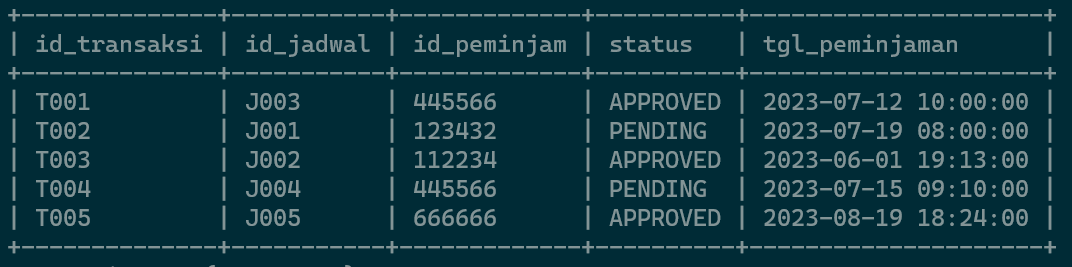 +--------------+-----------+-------------+----------+---------------------+
| id_transaksi | id_jadwal | id_peminjam | status   | tgl_peminjaman      |
+--------------+-----------+-------------+----------+---------------------+
| T001         | J003      | 445566      | APPROVED | 2023-07-12 10:00:00 |
| T002         | J001      | 123432      | PENDING  | 2023-07-19 08:00:00 |
| T003         | J002      | 112234      | APPROVED | 2023-06-01 19:13:00 |
| T004         | J004      | 445566      | PENDING  | 2023-07-15 09:10:00 |
| T005         | J005      | 666666      | APPROVED | 2023-08-19 18:24:00 |
+--------------+-----------+-------------+----------+---------------------+